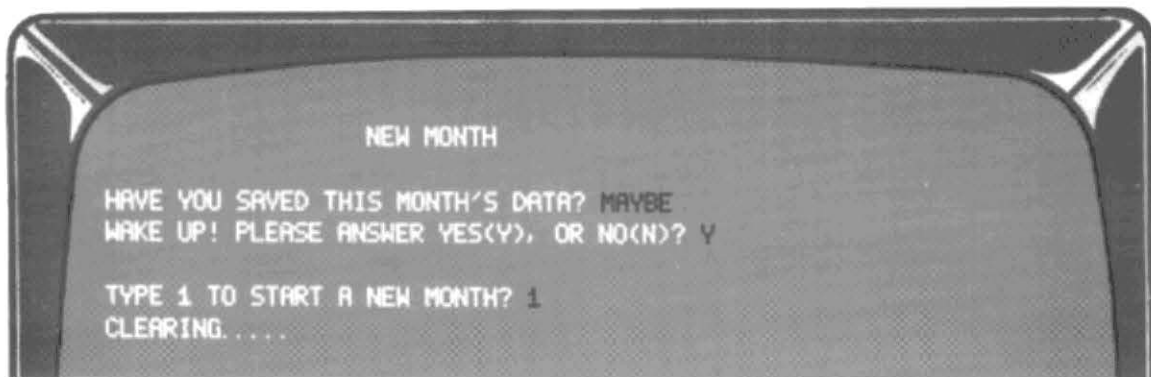 NEW MONTH
HAVE YOU SAVED THIS MONTH'S DATA? MAYBE
WAKE UP! PLEASE ANSWER YES(Y), OR NO(N)? Y
TYPE 1 TO START A NEW MONTH? 1
CLEARING.....